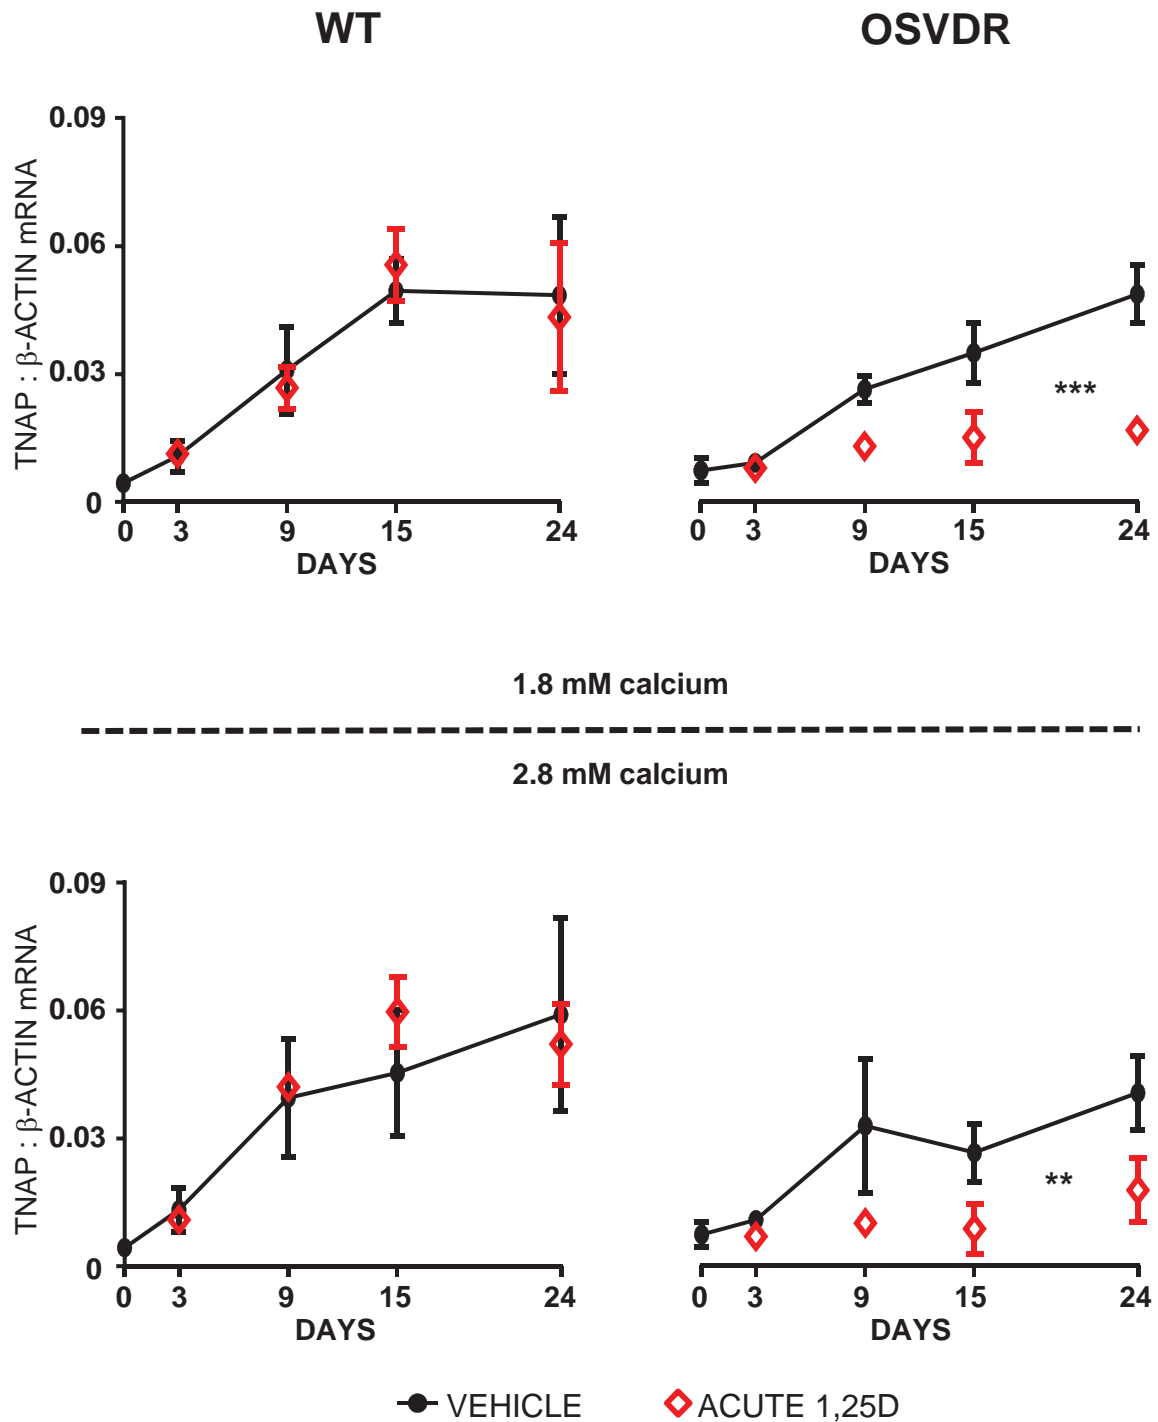 WT
OSVDR
0.09
0.06
0.03
0
TNAP : β-ACTIN mRNA
0 3 9 15 24
DAYS
***
0 3 9 15 24
DAYS
1.8 mM calcium
2.8 mM calcium
0.09
0.06
0.03
0
TNAP : β-ACTIN mRNA
0 3 9 15 24
DAYS
**
0 3 9 15 24
DAYS
VEHICLE
ACUTE 1,25D